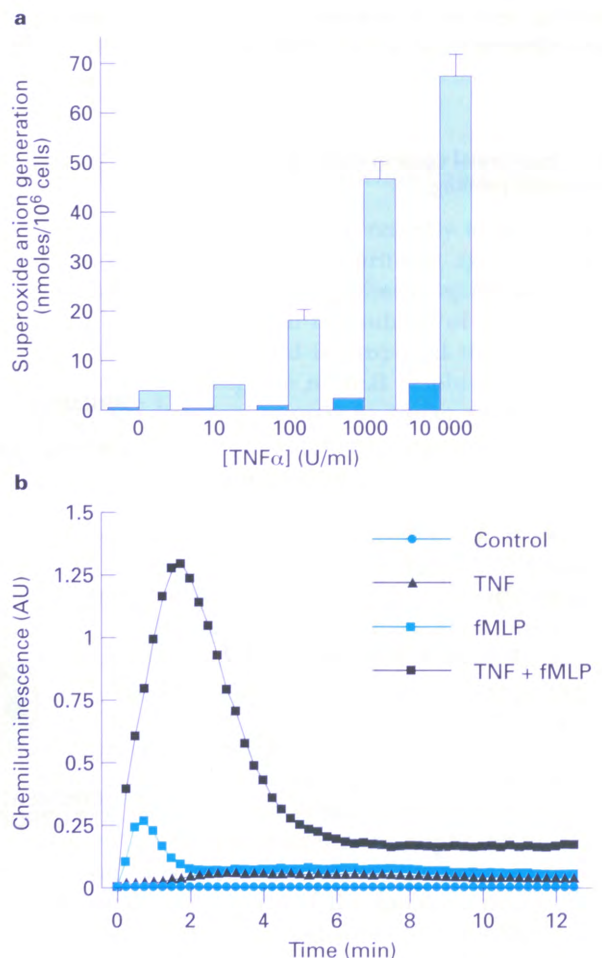 a
Superoxide anion generation
(nmoles/10⁶ cells)
70
60
50
40
30
20
10
0
0 10 100 1000 10 000
[TNFα] (U/ml)
b
Chemiluminescence (AU)
1.5
1.25
1
0.75
0.5
0.25
0
Control
TNF
fMLP
TNF + fMLP
0 2 4 6 8 10 12
Time (min)